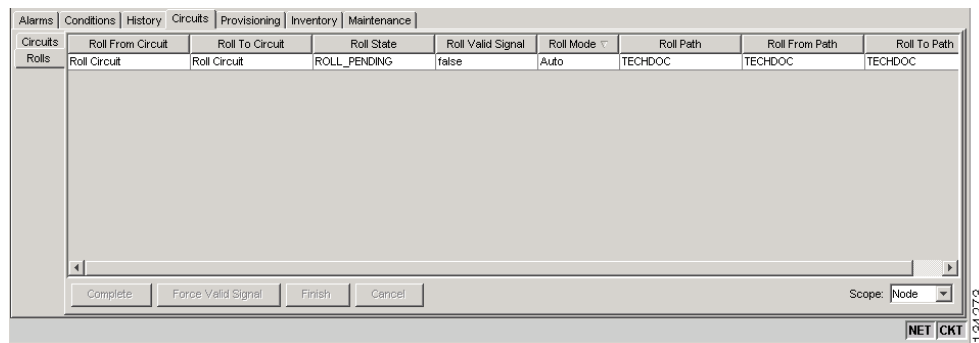 Alarms Conditions History Circuits Provisioning Inventory Maintenance
Circuits
Rolls
Roll From Circuit Roll To Circuit Roll State Roll Valid Signal Roll Mode Roll Path Roll From Path Roll To Path
Roll Circuit Roll Circuit ROLL_PENDING false Auto TECHDOC TECHDOC TECHDOC
Complete Force Valid Signal Finish Cancel Scope: Node
NET CKT
134273